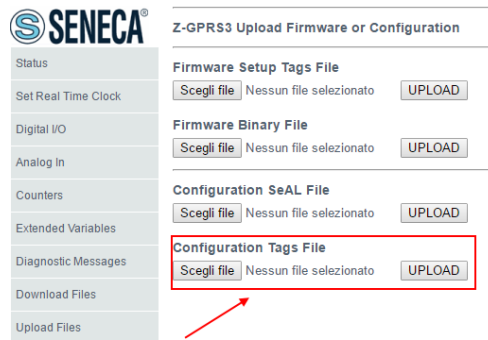 SENECA®
Status
Set Real Time Clock
Digital I/O
Analog In
Counters
Extended Variables
Diagnostic Messages
Download Files
Upload Files
Z-GPRS3 Upload Firmware or Configuration
Firmware Setup Tags File
Scegli file Nessun file selezionato UPLOAD
Firmware Binary File
Scegli file Nessun file selezionato UPLOAD
Configuration SeAL File
Scegli file Nessun file selezionato UPLOAD
Configuration Tags File
Scegli file Nessun file selezionato UPLOAD